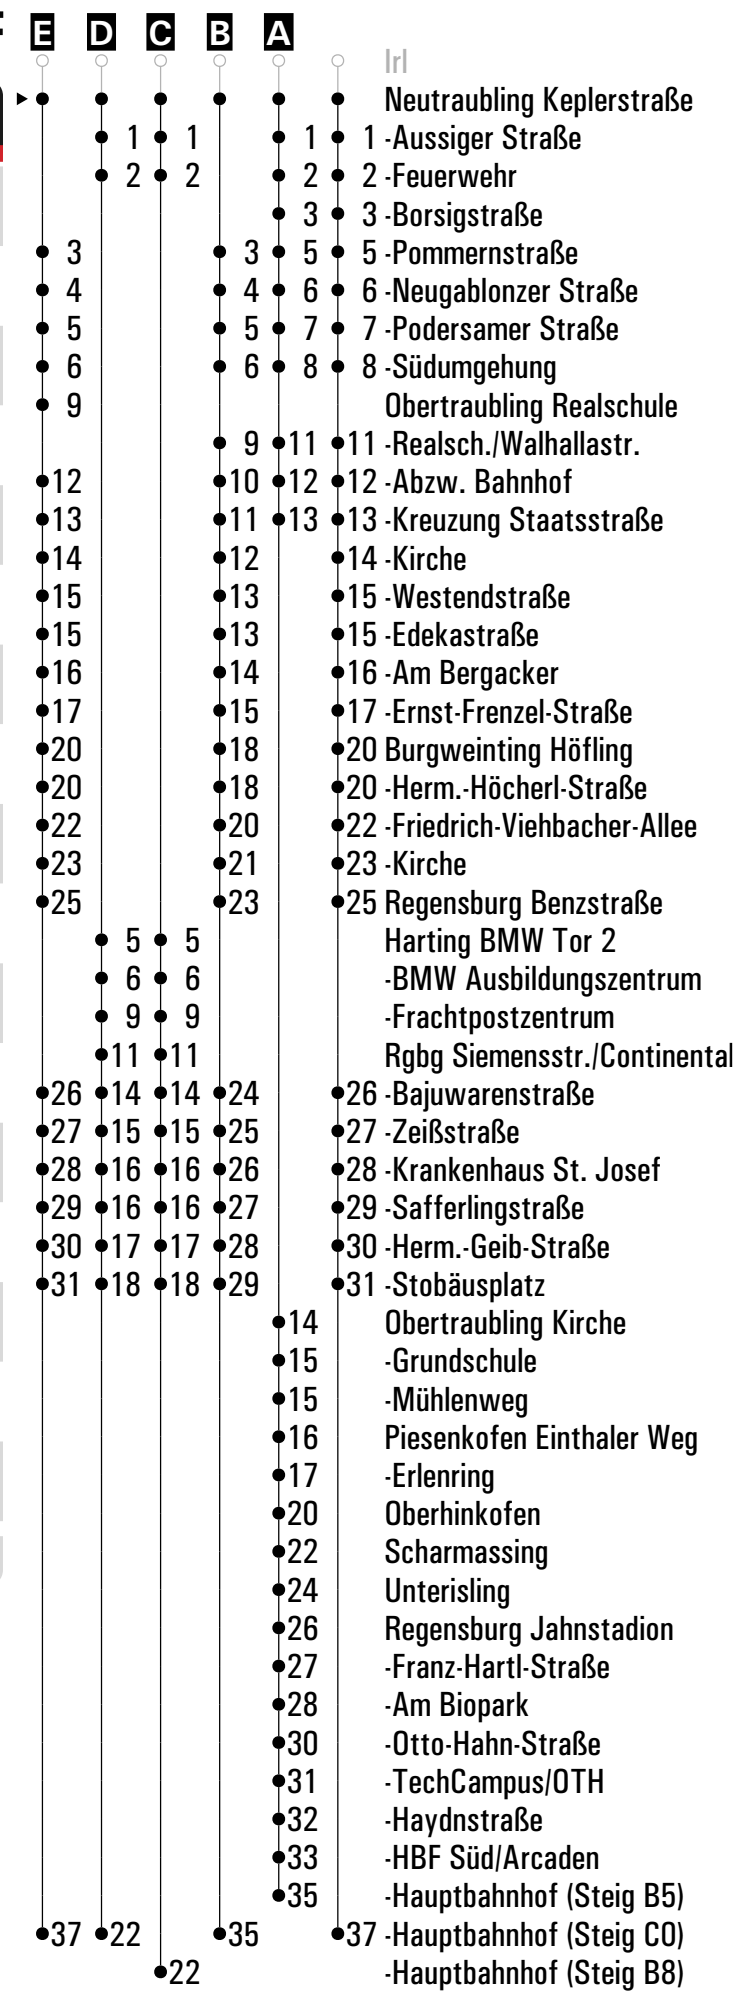 E D C B A
Irl
Neutraubling Keplerstraße
1 1 1 1 -Aussiger Straße
2 2 2 2 -Feuerwehr
3 3 -Borsigstraße
3 3 5 5 -Pommernstraße
4 4 6 6 -Neugablonzer Straße
5 5 7 7 -Podersamer Straße
6 6 8 8 -Südumgehung
9 Obertraubling Realschule
9 11 11 -Realsch./Walhallastr.
12 10 12 12 -Abzw. Bahnhof
13 11 13 13 -Kreuzung Staatsstraße
14 12 14 -Kirche
15 13 15 -Westendstraße
15 13 15 -Edekastraße
16 14 16 -Am Bergacker
17 15 17 -Ernst-Frenzel-Straße
20 18 20 Burgweinting Höfling
20 18 20 -Herm.-Höcherl-Straße
22 20 22 -Friedrich-Viehbacher-Allee
23 21 23 -Kirche
25 23 25 Regensburg Benzstraße
5 5 Harting BMW Tor 2
6 6 -BMW Ausbildungszentrum
9 9 -Frachtpostzentrum
11 11 Rgbg Siemensstr./Continental
26 14 14 24 26 -Bajuwarenstraße
27 15 15 25 27 -Zeißstraße
28 16 16 26 28 -Krankenhaus St. Josef
29 16 16 27 29 -Safferlingstraße
30 17 17 28 30 -Herm.-Geib-Straße
31 18 18 29 31 -Stobäusplatz
14 Obertraubling Kirche
15 -Grundschule
15 -Mühlenweg
16 Piesenkofen Einthaler Weg
17 -Erlenring
20 Oberhinkofen
22 Scharmassing
24 Unterisling
26 Regensburg Jahnstadion
27 -Franz-Hartl-Straße
28 -Am Biopark
30 -Otto-Hahn-Straße
31 -TechCampus/OTH
32 -Haydnstraße
33 -HBF Süd/Arcaden
35 -Hauptbahnhof (Steig B5)
37 22 35 37 -Hauptbahnhof (Steig C0)
22 -Hauptbahnhof (Steig B8)